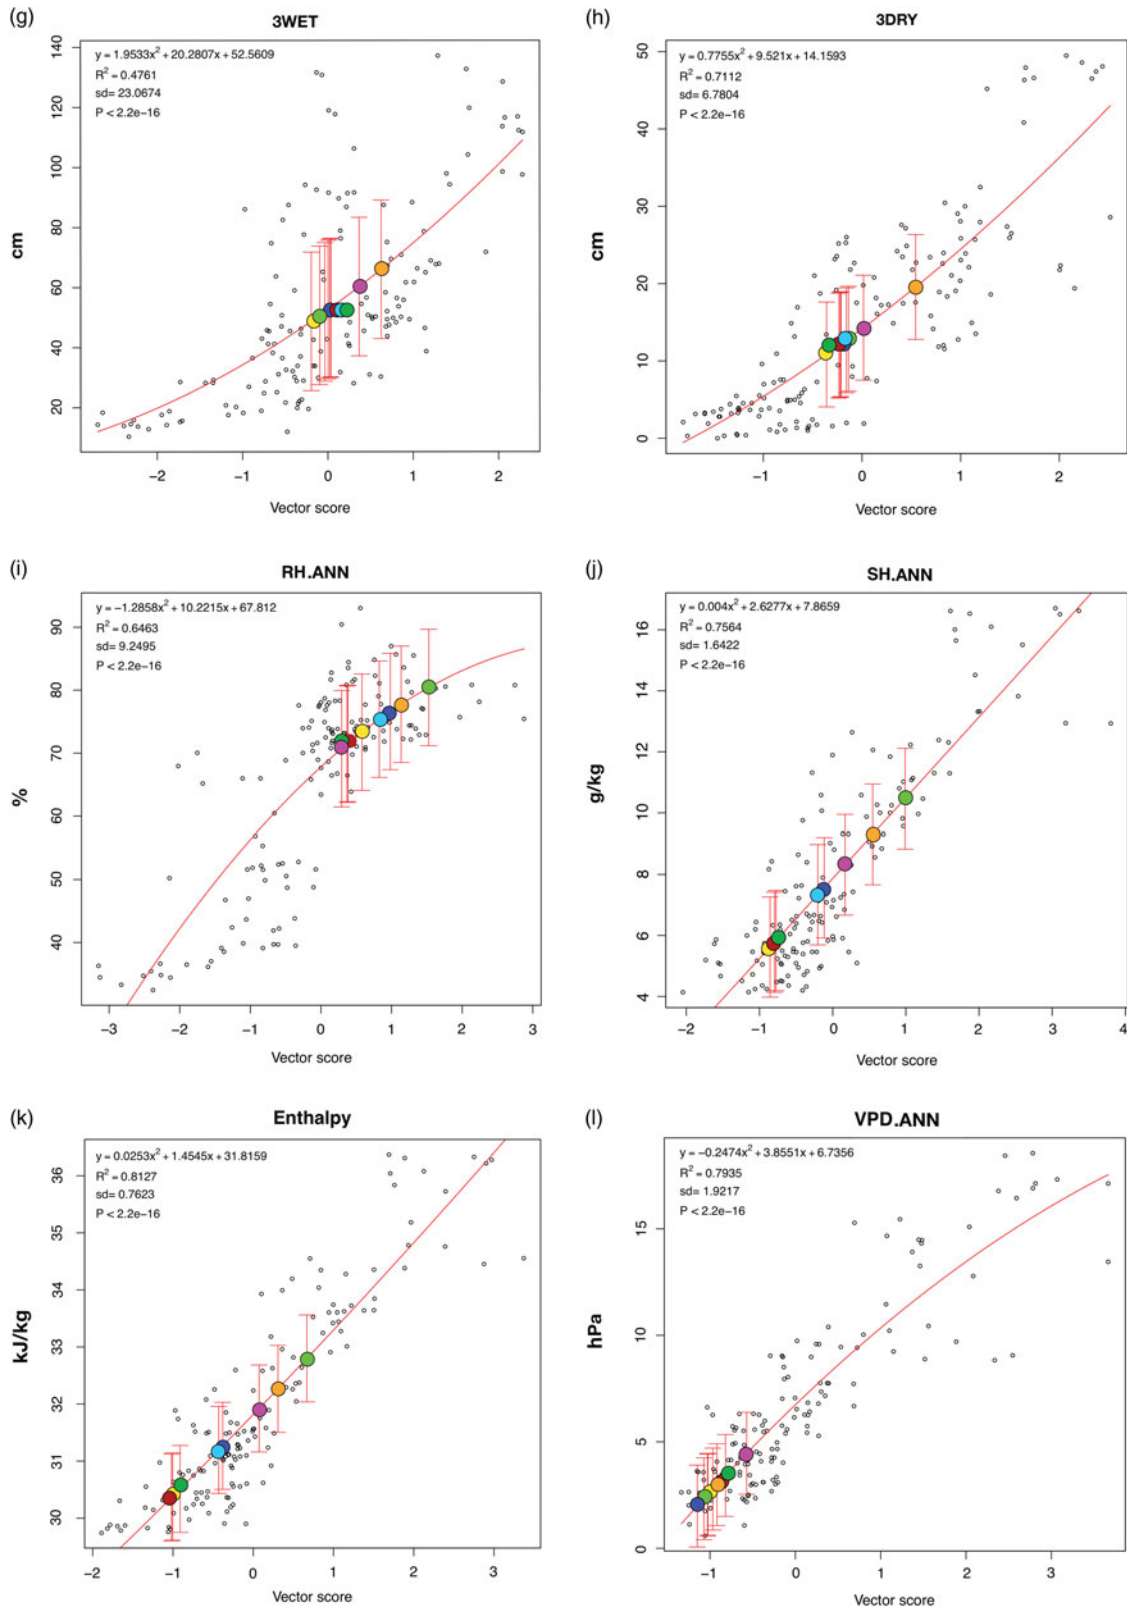 (g)
3WET
y = 1.9533x² + 20.2807x + 52.5609
R² = 0.4761
sd= 23.0674
P < 2.2e−16
cm
140
120
100
80
60
40
20
−2 −1 0 1 2
Vector score
(h)
3DRY
y = 0.7755x² + 9.521x + 14.1593
R² = 0.7112
sd= 6.7804
P < 2.2e−16
cm
50
40
30
20
10
0
−1 0 1 2
Vector score
(i)
RH.ANN
y = −1.2858x² + 10.2215x + 67.812
R² = 0.6463
sd= 9.2495
P < 2.2e−16
%
90
80
70
60
50
40
−3 −2 −1 0 1 2 3
Vector score
(j)
SH.ANN
y = 0.004x² + 2.6277x + 7.8659
R² = 0.7564
sd= 1.6422
P < 2.2e−16
g/kg
16
14
12
10
8
6
4
−2 −1 0 1 2 3 4
Vector score
(k)
Enthalpy
y = 0.0253x² + 1.4545x + 31.8159
R² = 0.8127
sd= 0.7623
P < 2.2e−16
kJ/kg
36
35
34
33
32
31
30
−2 −1 0 1 2 3
Vector score
(l)
VPD.ANN
y = −0.2474x² + 3.8551x + 6.7356
R² = 0.7935
sd= 1.9217
P < 2.2e−16
hPa
15
10
5
0
−1 0 1 2 3
Vector score